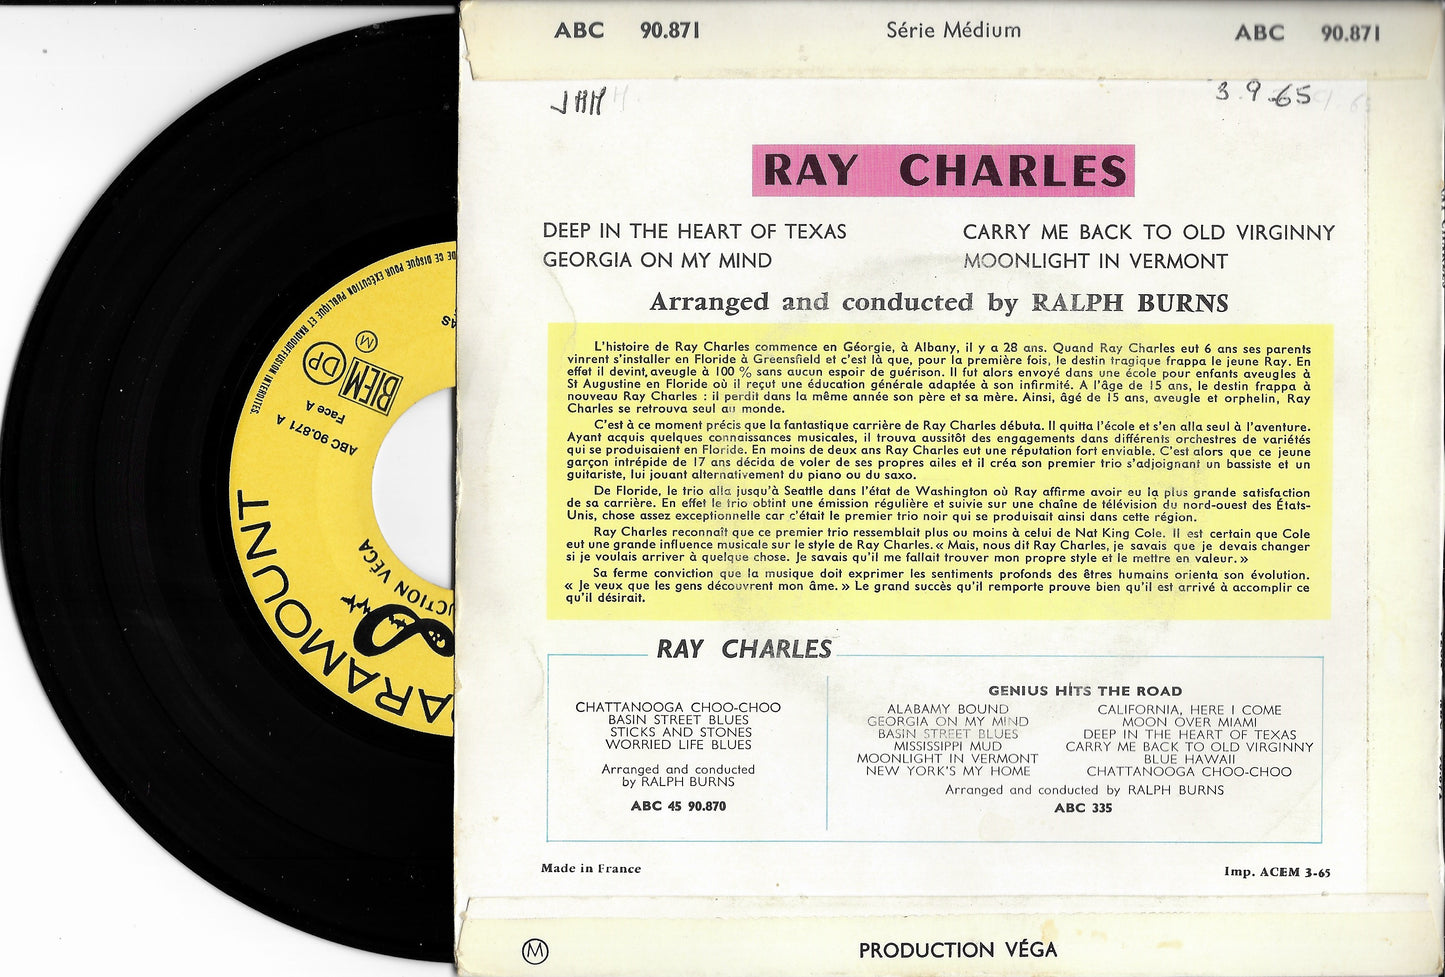 ABC 90.871 Série Médium ABC 90.871
3.9.65
RAY CHARLES
DEEP IN THE HEART OF TEXAS
GEORGIA ON MY MIND
CARRY ME BACK TO OLD VIRGINNY
MOONLIGHT IN VERMONT
Arranged and conducted by RALPH BURNS
L'histoire de Ray Charles commence en Géorgie, à Albany, il y a 28 ans. Quand Ray Charles eut 6 ans ses parents
vinrent s'installer en Floride à Greensfield et c'est là que, pour la première fois, le destin tragique frappa le jeune Ray. En
effet il devint aveugle à 100 % sans aucun espoir de guérison. Il fut alors envoyé dans une école pour enfants aveugles à
St Augustine en Floride où il reçut une éducation générale adaptée à son infirmité. A l'âge de 15 ans, le destin frappa à
nouveau Ray Charles : il perdit dans la même année son père et sa mère. Ainsi, âgé de 15 ans, aveugle et orphelin, Ray
Charles se retrouva seul au monde.
C'est à ce moment précis que la fantastique carrière de Ray Charles débuta. Il quitta l'école et s'en alla seul à l'aventure.
Ayant acquis quelques connaissances musicales, il trouva aussitôt des engagements dans différents orchestres de variétés
qui se produisaient en Floride. En moins de deux ans Ray Charles eut une réputation fort enviable. C'est alors que ce jeune
garçon intrépide de 17 ans décida de voler de ses propres ailes et il créa son premier trio s'adjoignant un bassiste et un
guitariste, lui jouant alternativement du piano ou du saxo.
De Floride, le trio alla jusqu'à Seattle dans l'état de Washington où Ray affirme avoir eu la plus grande satisfaction
de sa carrière. En effet le trio obtint une émission régulière et suivie sur une chaîne de télévision du nord-ouest des États-
Unis, chose assez exceptionnelle car c'était le premier trio noir qui se produisait ainsi dans cette région.
Ray Charles reconnaît que ce premier trio ressemblait plus ou moins à celui de Nat King Cole. Il est certain que Cole
eut une grande influence musicale sur le style de Ray Charles. « Mais, nous dit Ray Charles, je savais que je devais changer
si je voulais arriver à quelque chose. Je savais qu'il me fallait trouver mon propre style et le mettre en valeur. »
Sa ferme conviction que la musique doit exprimer les sentiments profonds des êtres humains orienta son évolution.
« Je veux que les gens découvrent mon âme. » Le grand succès qu'il remporte prouve bien qu'il est arrivé à accomplir ce
qu'il désirait.
RAY CHARLES
CHATTANOOGA CHOO-CHOO
BASIN STREET BLUES
STICKS AND STONES
WORRIED LIFE BLUES
Arranged and conducted
by RALPH BURNS
ABC 45 90.870
GENIUS HITS THE ROAD
ALABAMY BOUND
GEORGIA ON MY MIND
BASIN STREET BLUES
MISSISSIPPI MUD
MOONLIGHT IN VERMONT
NEW YORK'S MY HOME
CALIFORNIA, HERE I COME
MOON OVER MIAMI
DEEP IN THE HEART OF TEXAS
CARRY ME BACK TO OLD VIRGINNY
BLUE HAWAII
CHATTANOOGA CHOO-CHOO
Arranged and conducted by RALPH BURNS
ABC 335
Made in France Imp. ACEM 3-65
M PRODUCTION VÉGA
DE CE DISQUE POUR EXÉCUTION PUBLIQUE ET RADIODIFFUSION INTERDITES.
M
DP
BIEM
Face A
ABC 90.871 A
VÉGA